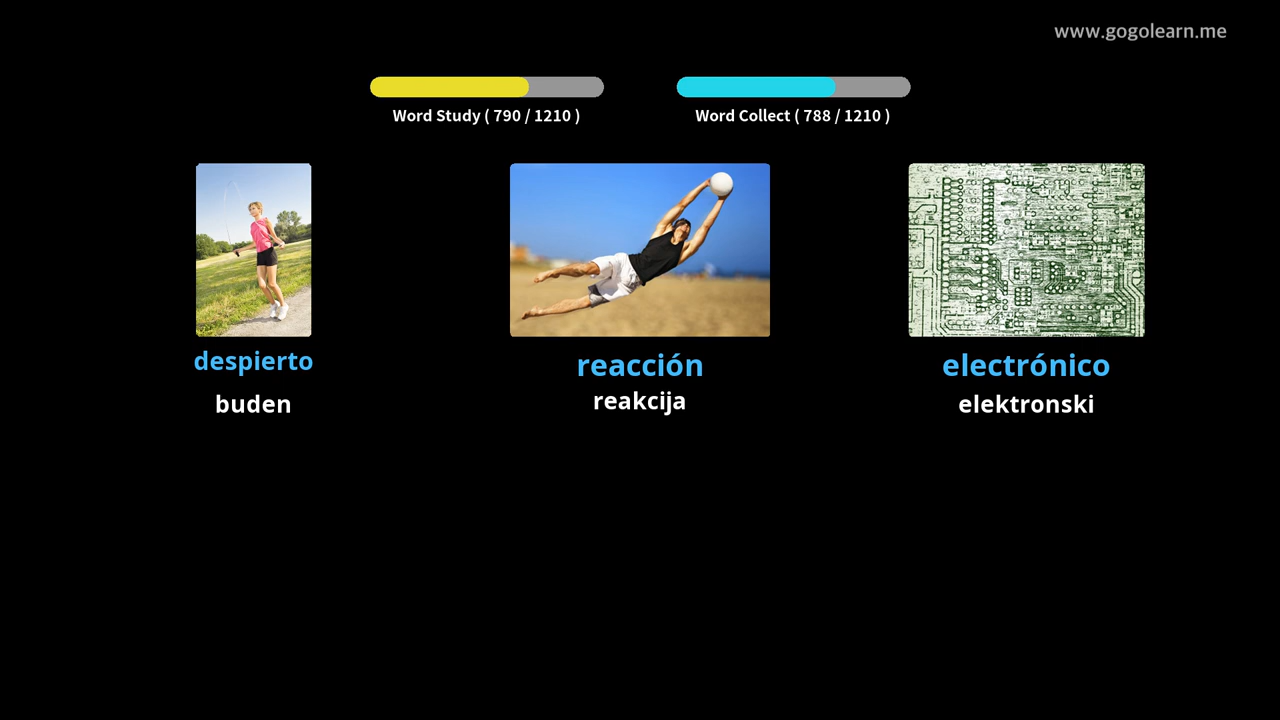 www.gogolearn.me
Word Study ( 790 / 1210 )
Word Collect ( 788 / 1210 )
despierto
buden
reacción
reakcija
electrónico
elektronski